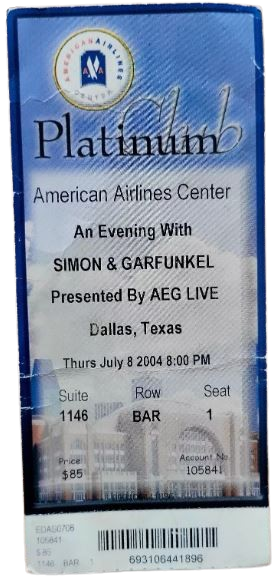 AMERICAN AIRLINES
AA
CENTER
Platinum Club
American Airlines Center
An Evening With
SIMON & GARFUNKEL
Presented By AEG LIVE
Dallas, Texas
Thurs July 8 2004 8:00 PM
Suite Row Seat
1146 BAR 1
Price Account No
$85 105841
EDAS0708
105841
$ 85
1146 BAR 1
693106441896